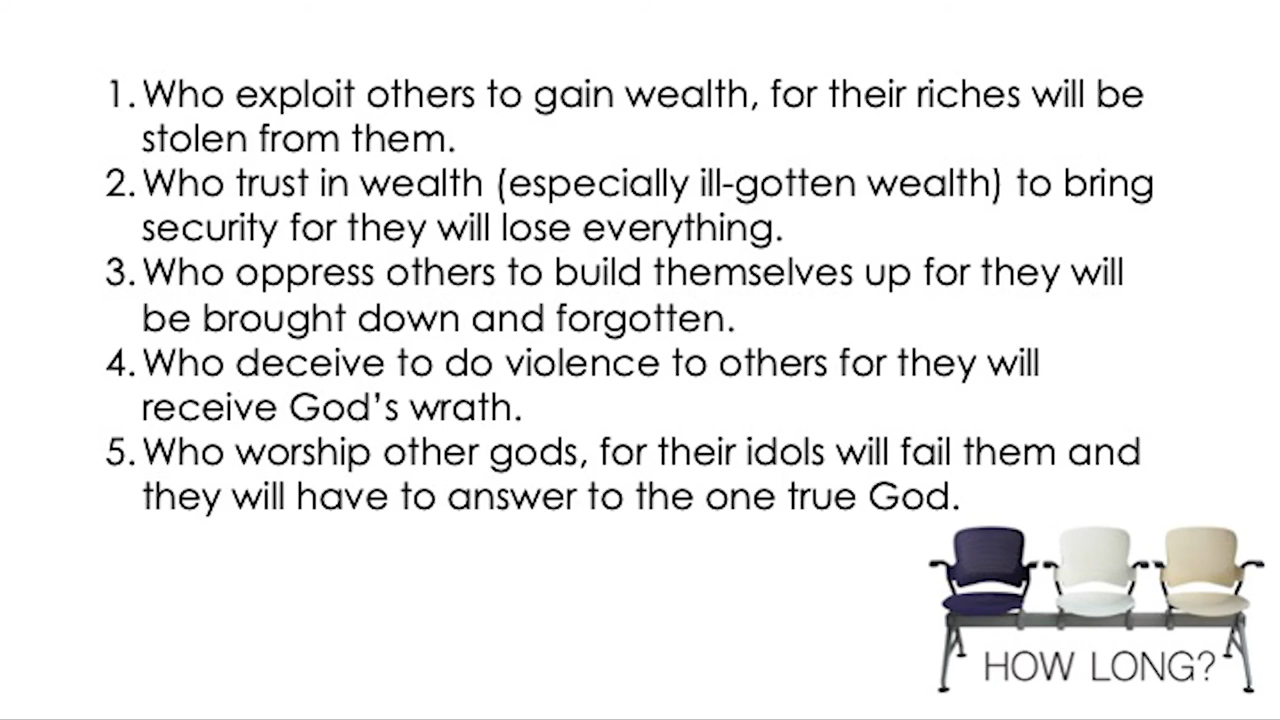 1. Who exploit others to gain wealth, for their riches will be
stolen from them.
2. Who trust in wealth (especially ill-gotten wealth) to bring
security for they will lose everything.
3. Who oppress others to build themselves up for they will
be brought down and forgotten.
4. Who deceive to do violence to others for they will
receive God’s wrath.
5. Who worship other gods, for their idols will fail them and
they will have to answer to the one true God.
HOW LONG?